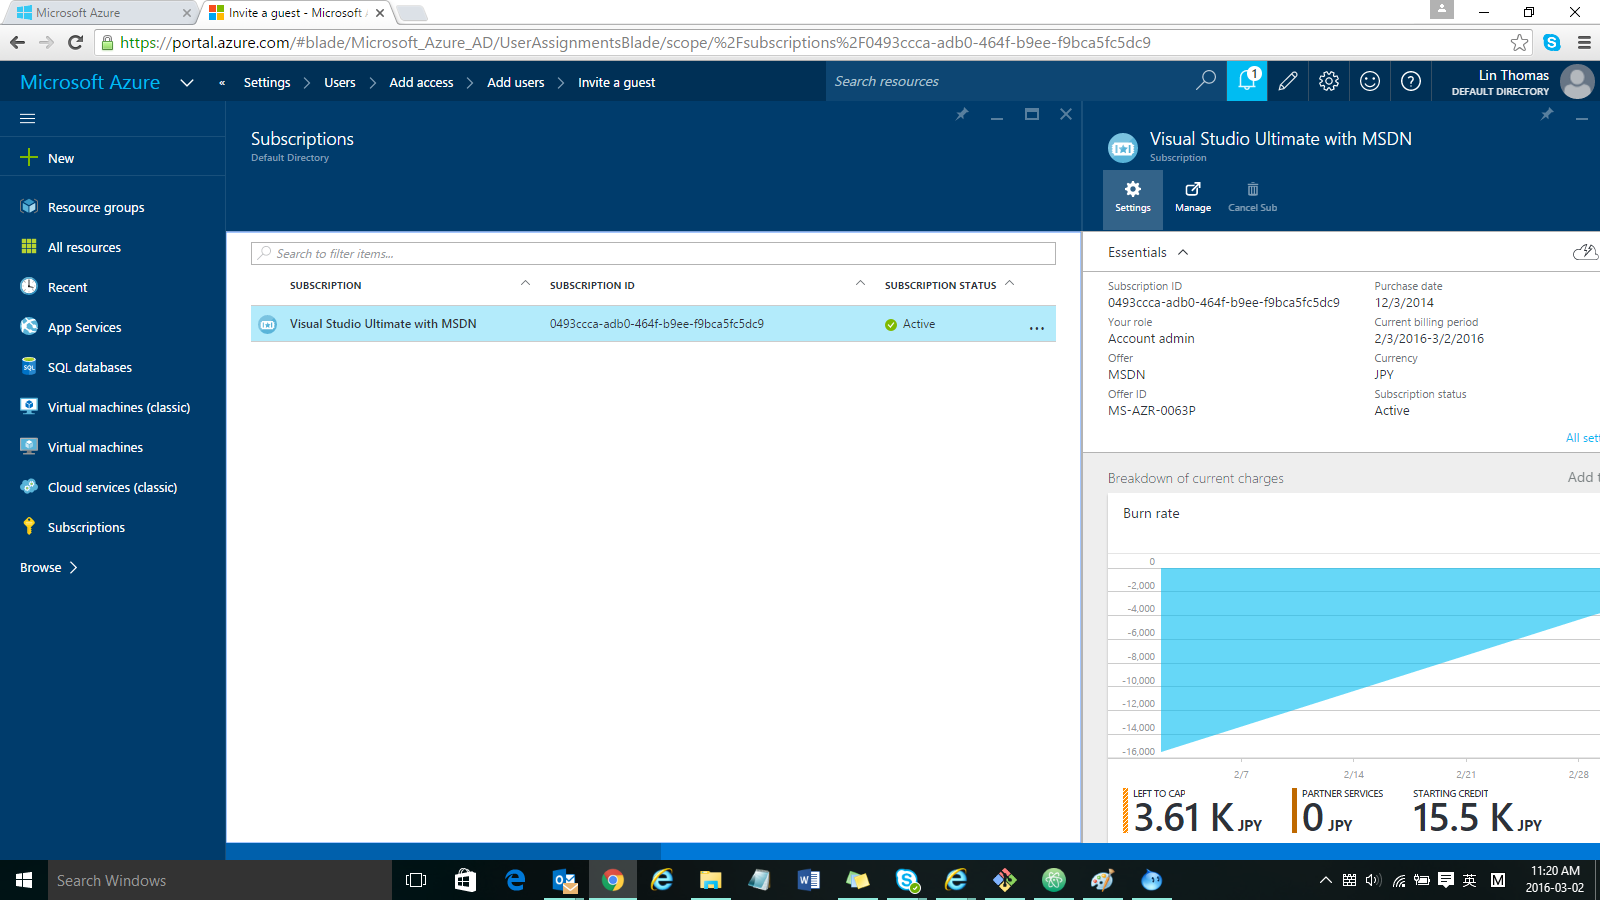 Microsoft Azure
Invite a guest - Microsoft A
https://portal.azure.com/#blade/Microsoft_Azure_AD/UserAssignmentsBlade/scope/%2Fsubscriptions%2F0493ccca-adb0-464f-b9ee-f9bca5fc5dc9
Microsoft Azure
« Settings > Users > Add access > Add users > Invite a guest
Search resources
1
Lin Thomas
DEFAULT DIRECTORY
New
Resource groups
All resources
Recent
App Services
SQL databases
Virtual machines (classic)
Virtual machines
Cloud services (classic)
Subscriptions
Browse >
Subscriptions
Default Directory
Search to filter items...
SUBSCRIPTION SUBSCRIPTION ID SUBSCRIPTION STATUS
Visual Studio Ultimate with MSDN 0493ccca-adb0-464f-b9ee-f9bca5fc5dc9 Active ...
Visual Studio Ultimate with MSDN
Subscription
Settings Manage Cancel Sub
Essentials
Subscription ID
0493ccca-adb0-464f-b9ee-f9bca5fc5dc9
Your role
Account admin
Offer
MSDN
Offer ID
MS-AZR-0063P
Purchase date
12/3/2014
Current billing period
2/3/2016-3/2/2016
Currency
JPY
Subscription status
Active
All sett
Breakdown of current charges
Add t
Burn rate
0
-2,000
-4,000
-6,000
-8,000
-10,000
-12,000
-14,000
-16,000
2/7 2/14 2/21 2/28
LEFT TO CAP
3.61 K JPY
PARTNER SERVICES
0 JPY
STARTING CREDIT
15.5 K JPY
Search Windows
英 M
11:20 AM
2016-03-02